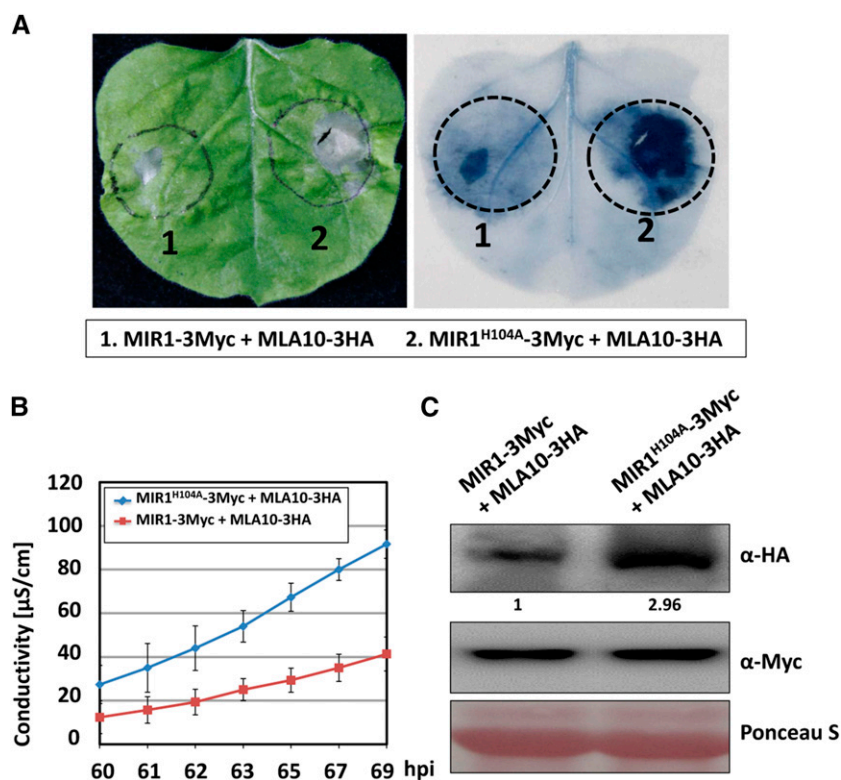 A
1
2
1
2
1. MIR1-3Myc + MLA10-3HA 2. MIR1ᴴ¹⁰⁴ᴬ-3Myc + MLA10-3HA
B
Conductivity [µS/cm]
120
100
80
60
40
20
0
MIR1ᴴ¹⁰⁴ᴬ-3Myc + MLA10-3HA
MIR1-3Myc + MLA10-3HA
60 61 62 63 65 67 69 hpi
C
MIR1-3Myc
+ MLA10-3HA
MIR1ᴴ¹⁰⁴ᴬ-3Myc
+ MLA10-3HA
α-HA
1 2.96
α-Myc
Ponceau S